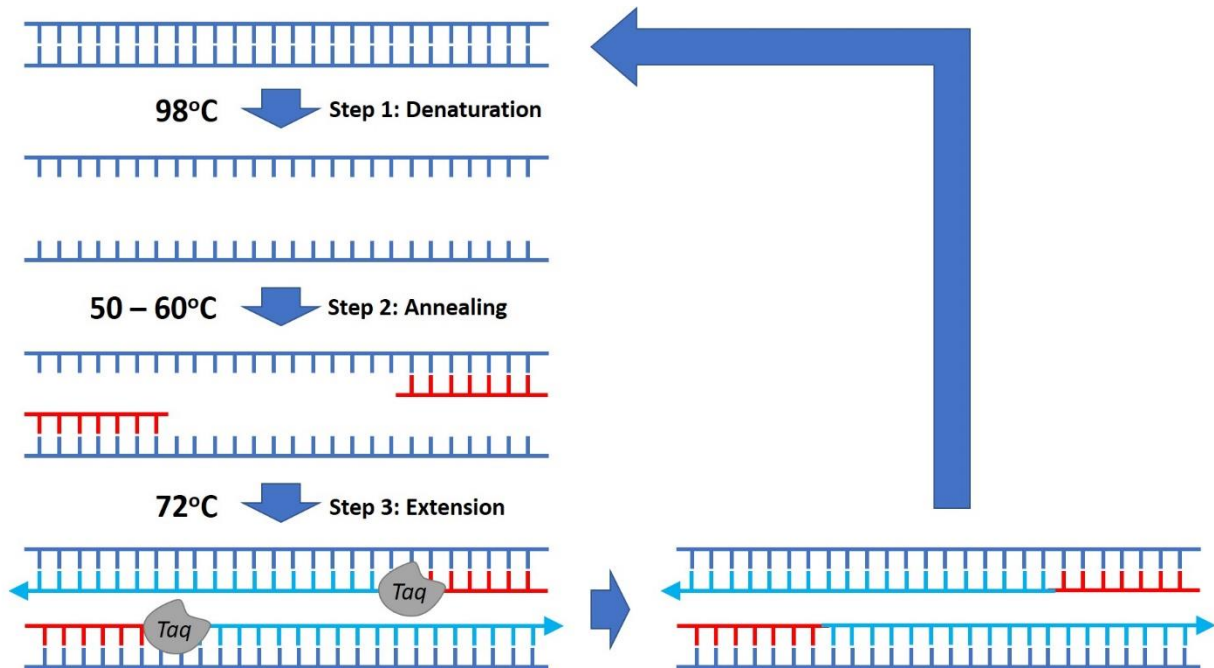 98°C Step 1: Denaturation
50 – 60°C Step 2: Annealing
72°C Step 3: Extension
Taq
Taq